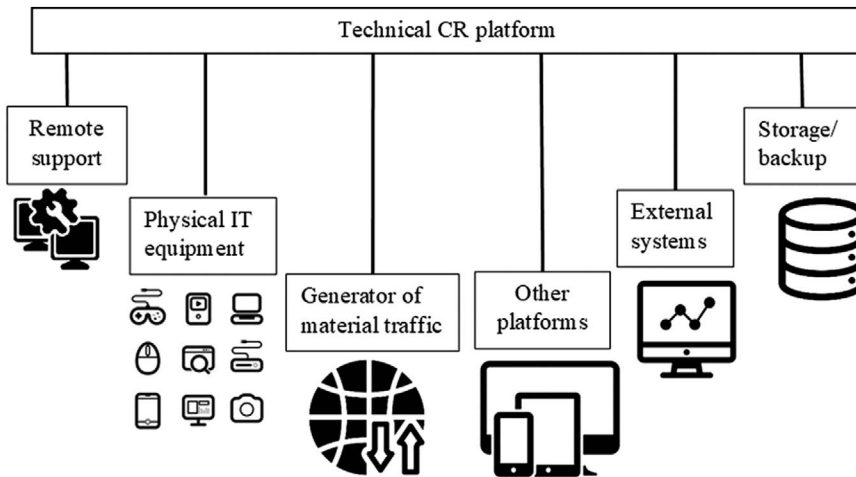 Technical CR platform
Remote
support
Physical IT
equipment
Generator of
material traffic
Other
platforms
External
systems
Storage/
backup